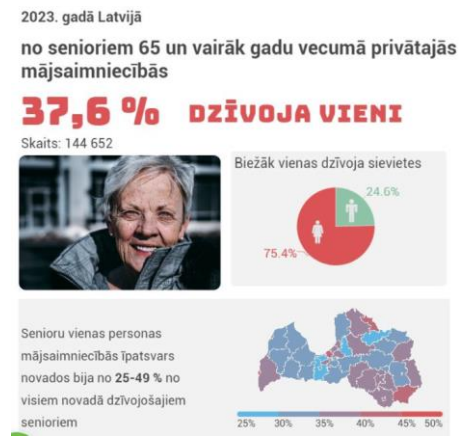 2023. gadā Latvijā
no senioriem 65 un vairāk gadu vecumā privātajās
mājsaimniecībās
37,6 % DZĪVOJA VIENI
Skaits: 144 652
Biežāk vienas dzīvoja sievietes
24.6%
75.4%
Senioru vienas personas
mājsaimniecības īpatsvars
novados bija no 25-49 % no
visiem novadā dzīvojošajiem
senioriem
25% 30% 35% 40% 45% 50%